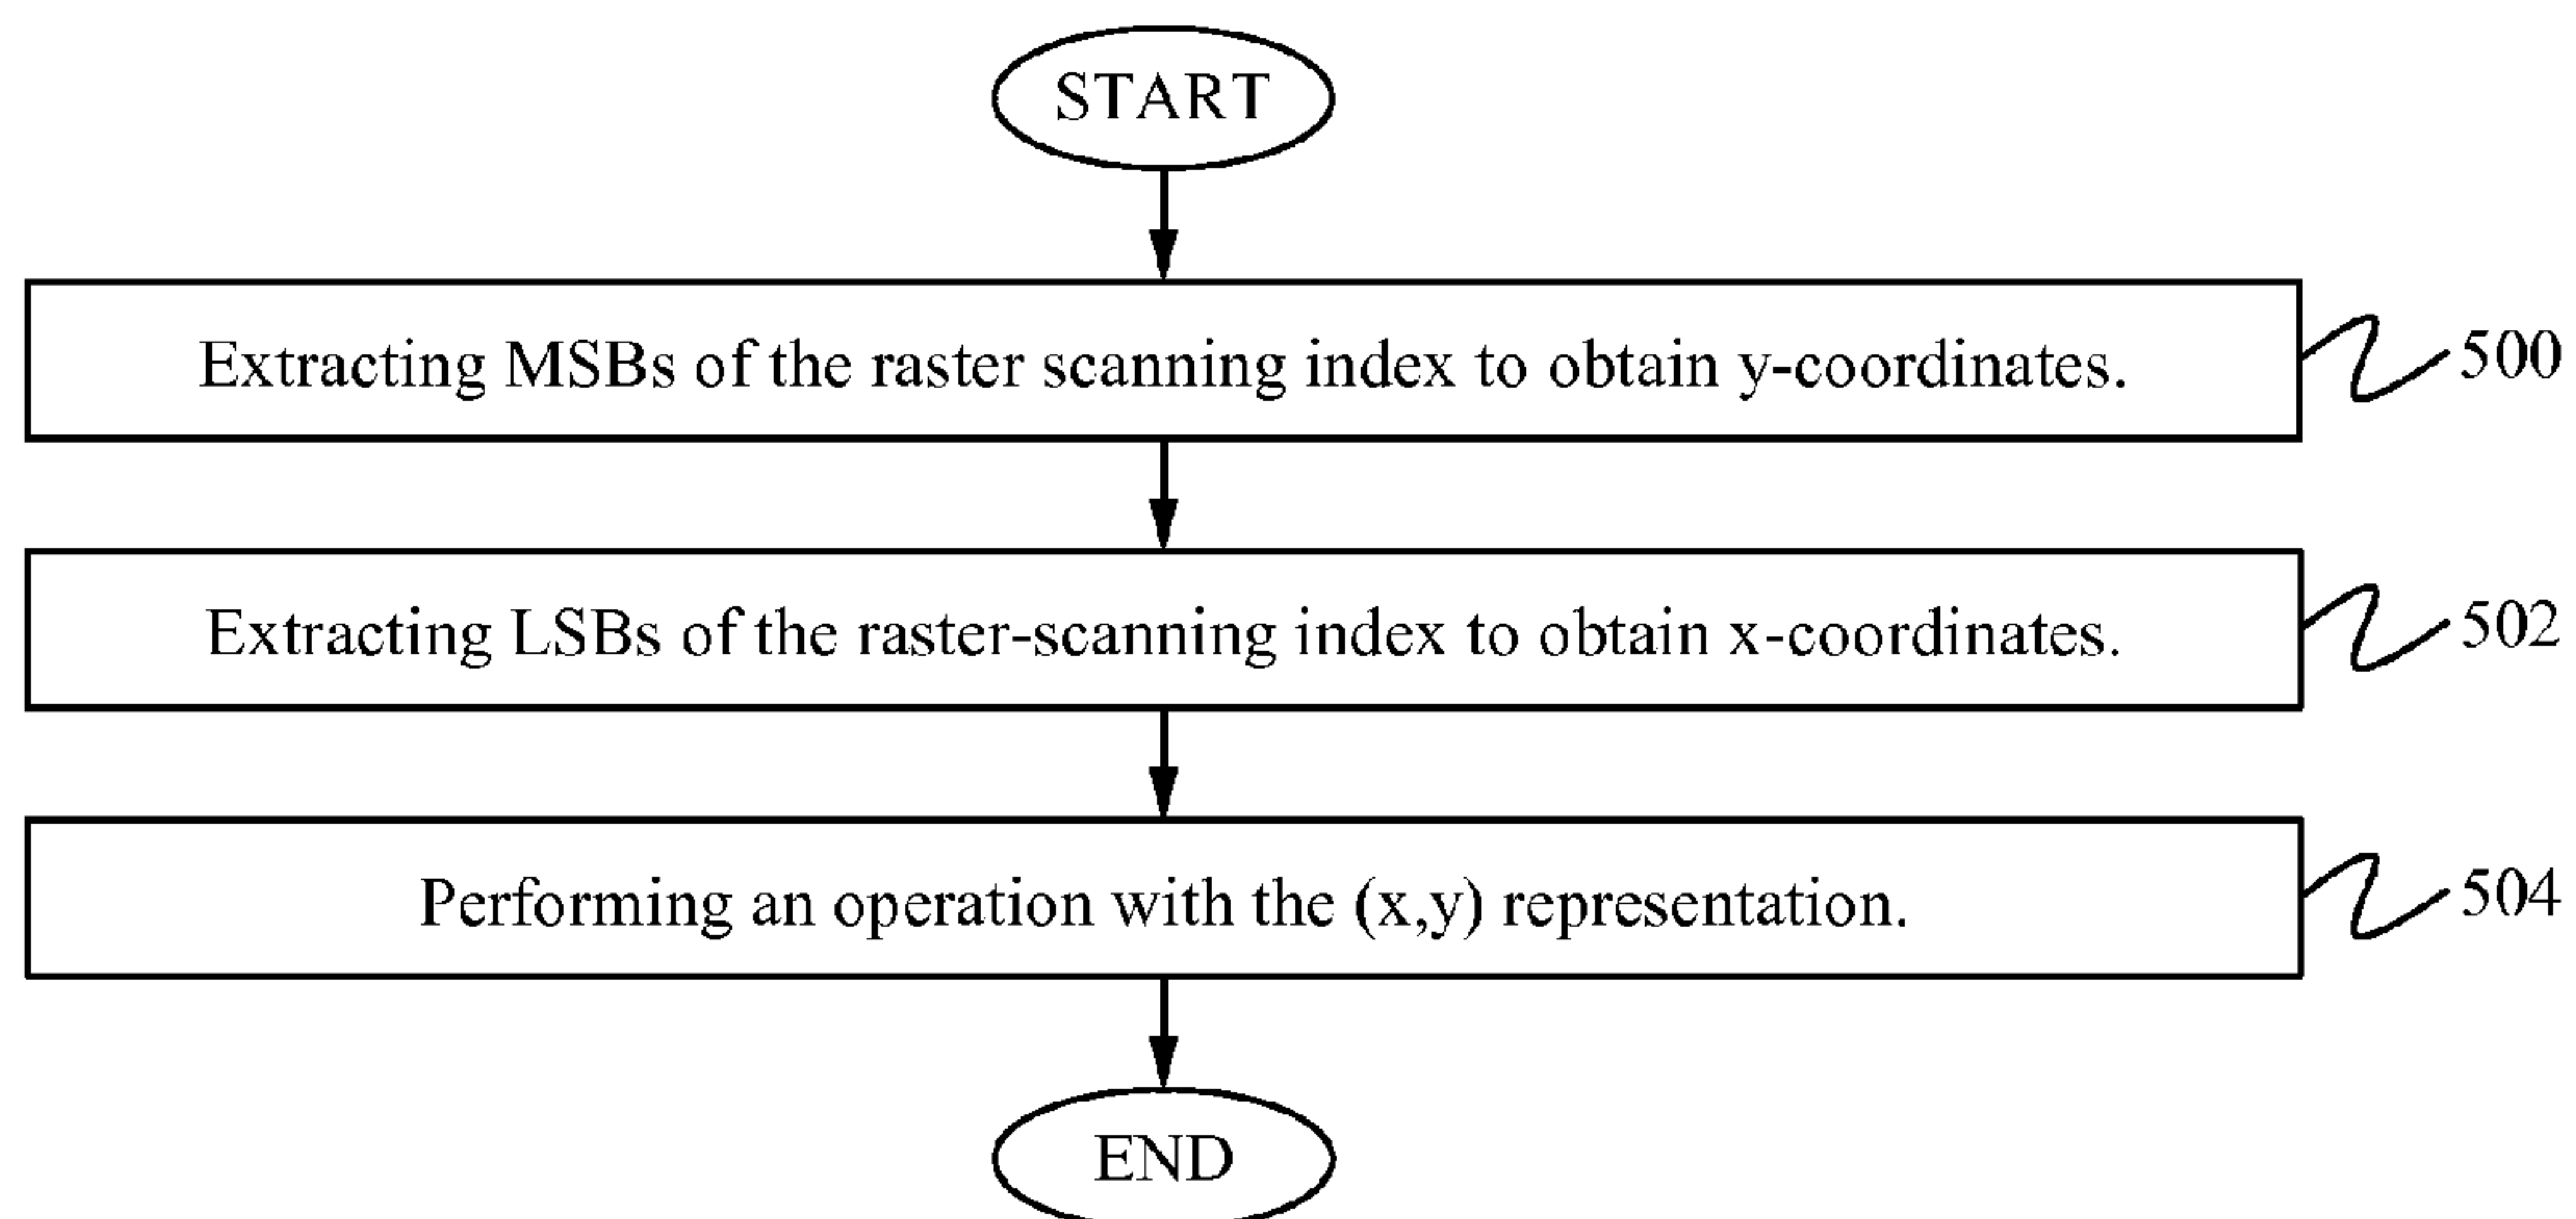 START
Extracting MSBs of the raster scanning index to obtain y-coordinates.
500
Extracting LSBs of the raster-scanning index to obtain x-coordinates.
502
Performing an operation with the (x,y) representation.
504
END